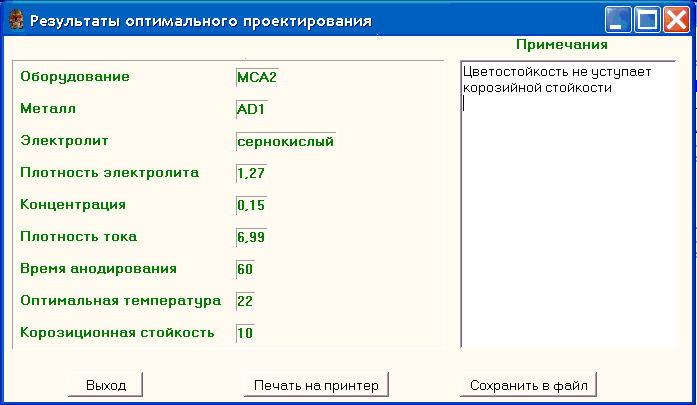 Результаты оптимального проектирования
Примечания
Оборудование МСА2
Металл AD1
Электролит сернокислый
Плотность электролита 1,27
Концентрация 0,15
Плотность тока 6,99
Время анодирования 60
Оптимальная температура 22
Корозиционная стойкость 10
Цветостойкость не уступает
корозийной стойкости
Выход
Печать на принтер
Сохранить в файл